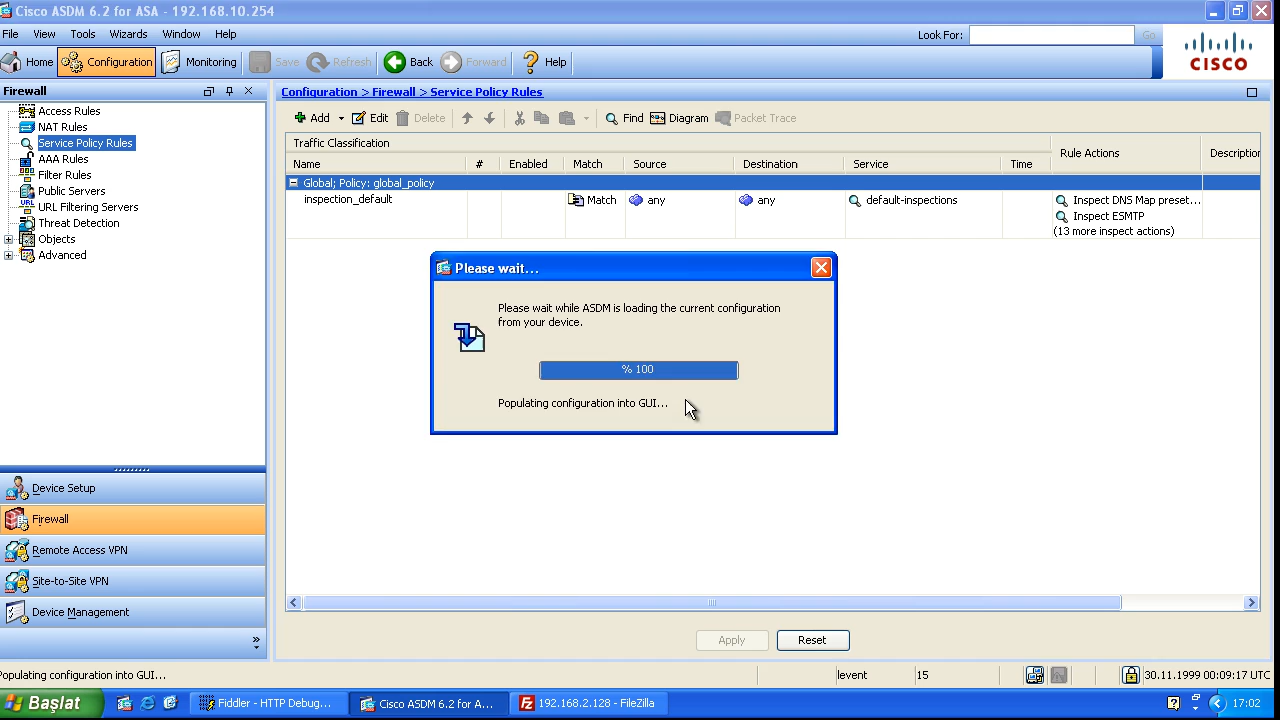 Cisco ASDM 6.2 for ASA - 192.168.10.254
File View Tools Wizards Window Help Look For: Go
Home Configuration Monitoring Save Refresh Back Forward Help
CISCO
Firewall
Configuration > Firewall > Service Policy Rules
Access Rules
NAT Rules
Service Policy Rules
AAA Rules
Filter Rules
Public Servers
URL URL Filtering Servers
Threat Detection
Objects
Advanced
Add Edit Delete Find Diagram Packet Trace
Traffic Classification
Name # Enabled Match Source Destination Service Time Rule Actions Description
Global; Policy: global_policy
inspection_default Match any any default-inspections Inspect DNS Map preset...
Inspect ESMTP
(13 more inspect actions)
Please wait...
Please wait while ASDM is loading the current configuration
from your device.
% 100
Populating configuration into GUI...
Device Setup
Firewall
Remote Access VPN
Site-to-Site VPN
Device Management
»
Apply Reset
Populating configuration into GUI... levent 15 30.11.1999 00:09:17 UTC
Başlat Fiddler - HTTP Debug... Cisco ASDM 6.2 for A... 192.168.2.128 - FileZilla 17:02